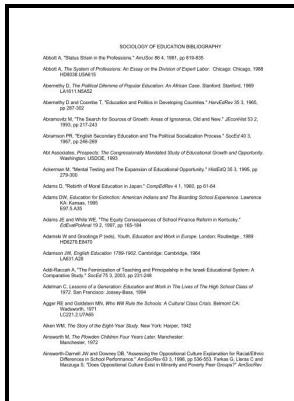 SOCIOLOGY OF EDUCATION BIBLIOGRAPHY
Abbott A, "Status Strain in the Professions." AmJSoc 86 4, 1981, pp 819-835
Abbott A, The System of Professions: An Essay on the Division of Expert Labor. Chicago: Chicago, 1988
HD8038.USA615
Abernethy D, The Political Dilemma of Popular Education: An African Case. Stanford: Stanford, 1969
LA1611.N5A52
Abernethy D and Coombe T, "Education and Politics in Developing Countries." HarvEdRev 35 3, 1965,
pp 287-302
Abramovitz M, "The Search for Sources of Growth: Areas of Ignorance, Old and New." JEconHist 53 2,
1993, pp 217-243
Abramson PR, "English Secondary Education and The Political Socialization Process." SocEd 40 3,
1967, pp 246-269
Abt Associates, Prospects: The Congressionally Mandated Study of Educational Growth and Opportunity.
Washington: USDOE, 1993
Ackerman M, "Mental Testing and The Expansion of Educational Opportunity." HistEdQ 35 3, 1995, pp
279-300
Adams D, "Rebirth of Moral Education in Japan." CompEdRev 4 1, 1960, pp 61-64
Adams DW, Education for Extinction: American Indians and The Boarding School Experience. Lawrence
KA: Kansas, 1995
E97.5.A35
Adams JE and White WE, "The Equity Consequences of School Finance Reform in Kentucky."
EdEvalPolAnal 19 2, 1997, pp 165-184
Adamski W and Grootings P (eds), Youth, Education and Work in Europe. London: Routledge, , 1989
HD6276.E8470
Adamson JW, English Education 1789-1902. Cambridge: Cambridge, 1964
LA631.A28
Addi-Raccah A, "The Feminization of Teaching and Principalship in the Israeli Educational System: A
Comparative Study." SocEd 75 3, 2003, pp 231-248
Adelman C, Lessons of a Generation: Education and Work in The Lives of The High School Class of
1972. San Francisco: Jossey-Bass, 1994
Agger RE and Goldstein MN, Who Will Rule the Schools: A Cultural Class Crisis. Belmont CA:
Wadsworth, 1971
LC221.2.U7A65
Aiken WM, The Story of the Eight-Year Study. New York: Harper, 1942
Ainsworth M, The Plowden Children Four Years Later. Manchester:
Manchester, 1972
Ainsworth-Darnell JW and Downey DB, "Assessing the Oppositional Culture Explanation for Racial/Ethnic
Differences in School Performance." AmSocRev 63 3, 1998, pp 536-553. Farkas G, Lleras C and
Maczuga S, "Does Oppositional Culture Exist in Minority and Poverty Peer Groups?" AmSocRev